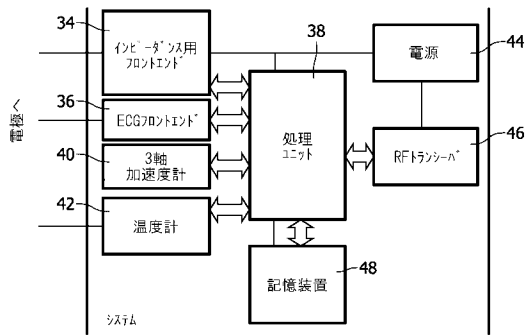 34
インピーダンス用
フロントエンド
38
電源
44
36
ECGフロントエンド
処理
ユニット
電極へ
40
3軸
加速度計
RFトランシーバ
46
42
温度計
記憶装置
48
システム